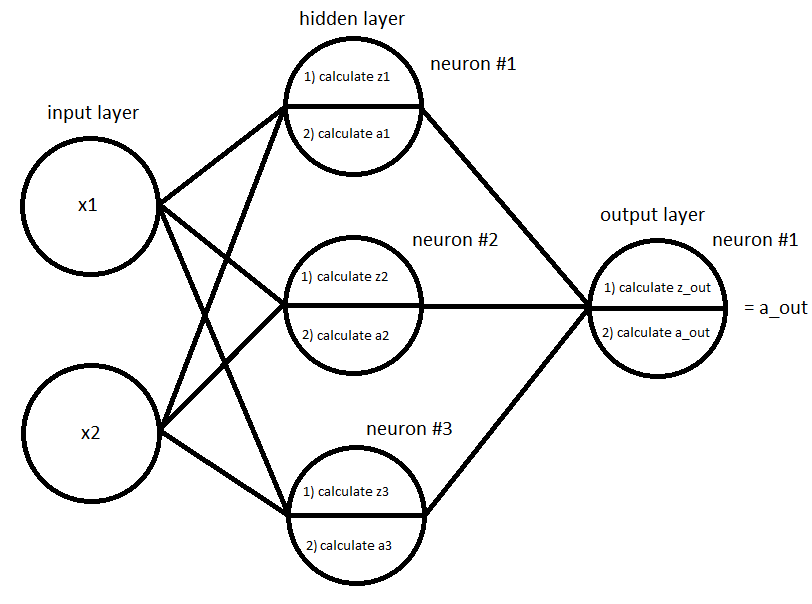 hidden layer
neuron #1
1) calculate z1
2) calculate a1
input layer
x1
x2
neuron #2
1) calculate z2
2) calculate a2
neuron #3
1) calculate z3
2) calculate a3
output layer
neuron #1
1) calculate z_out
2) calculate a_out
= a_out